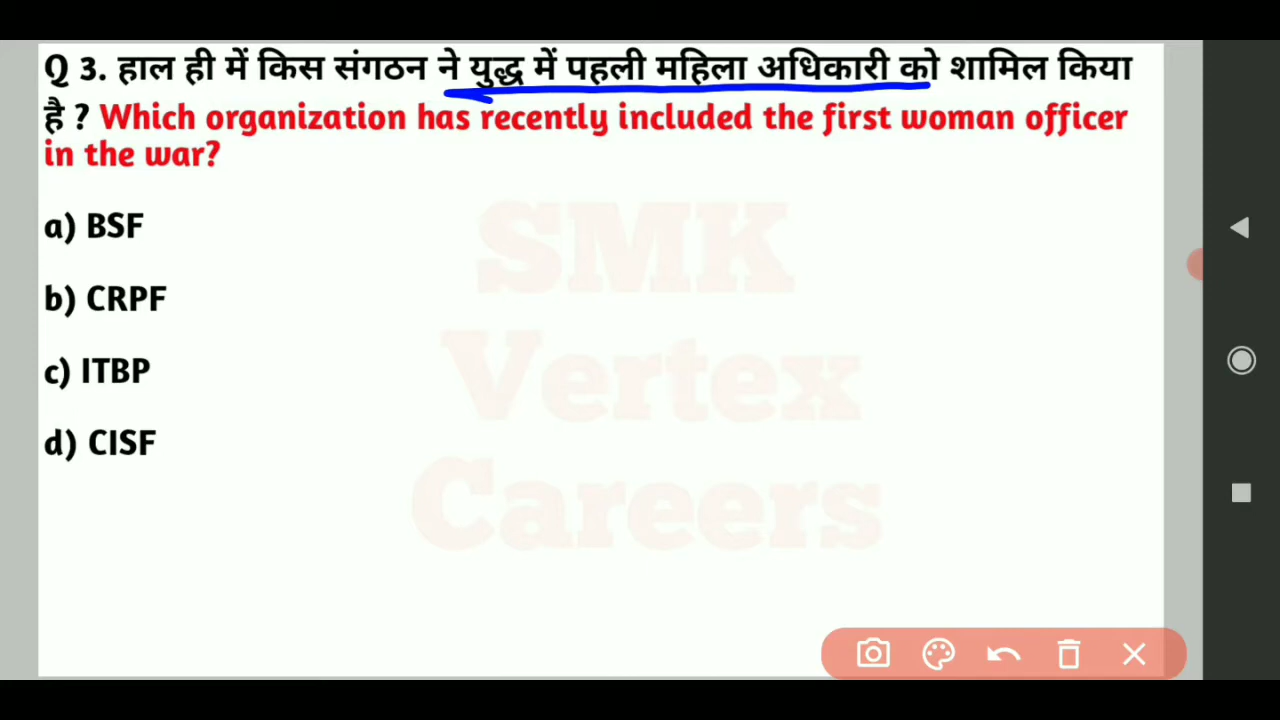 Q 3. हाल ही में किस संगठन ने युद्ध में पहली महिला अधिकारी को शामिल किया
है ? Which organization has recently included the first woman officer
in the war?
a) BSF
b) CRPF
c) ITBP
d) CISF
SMK
Vertex
Careers